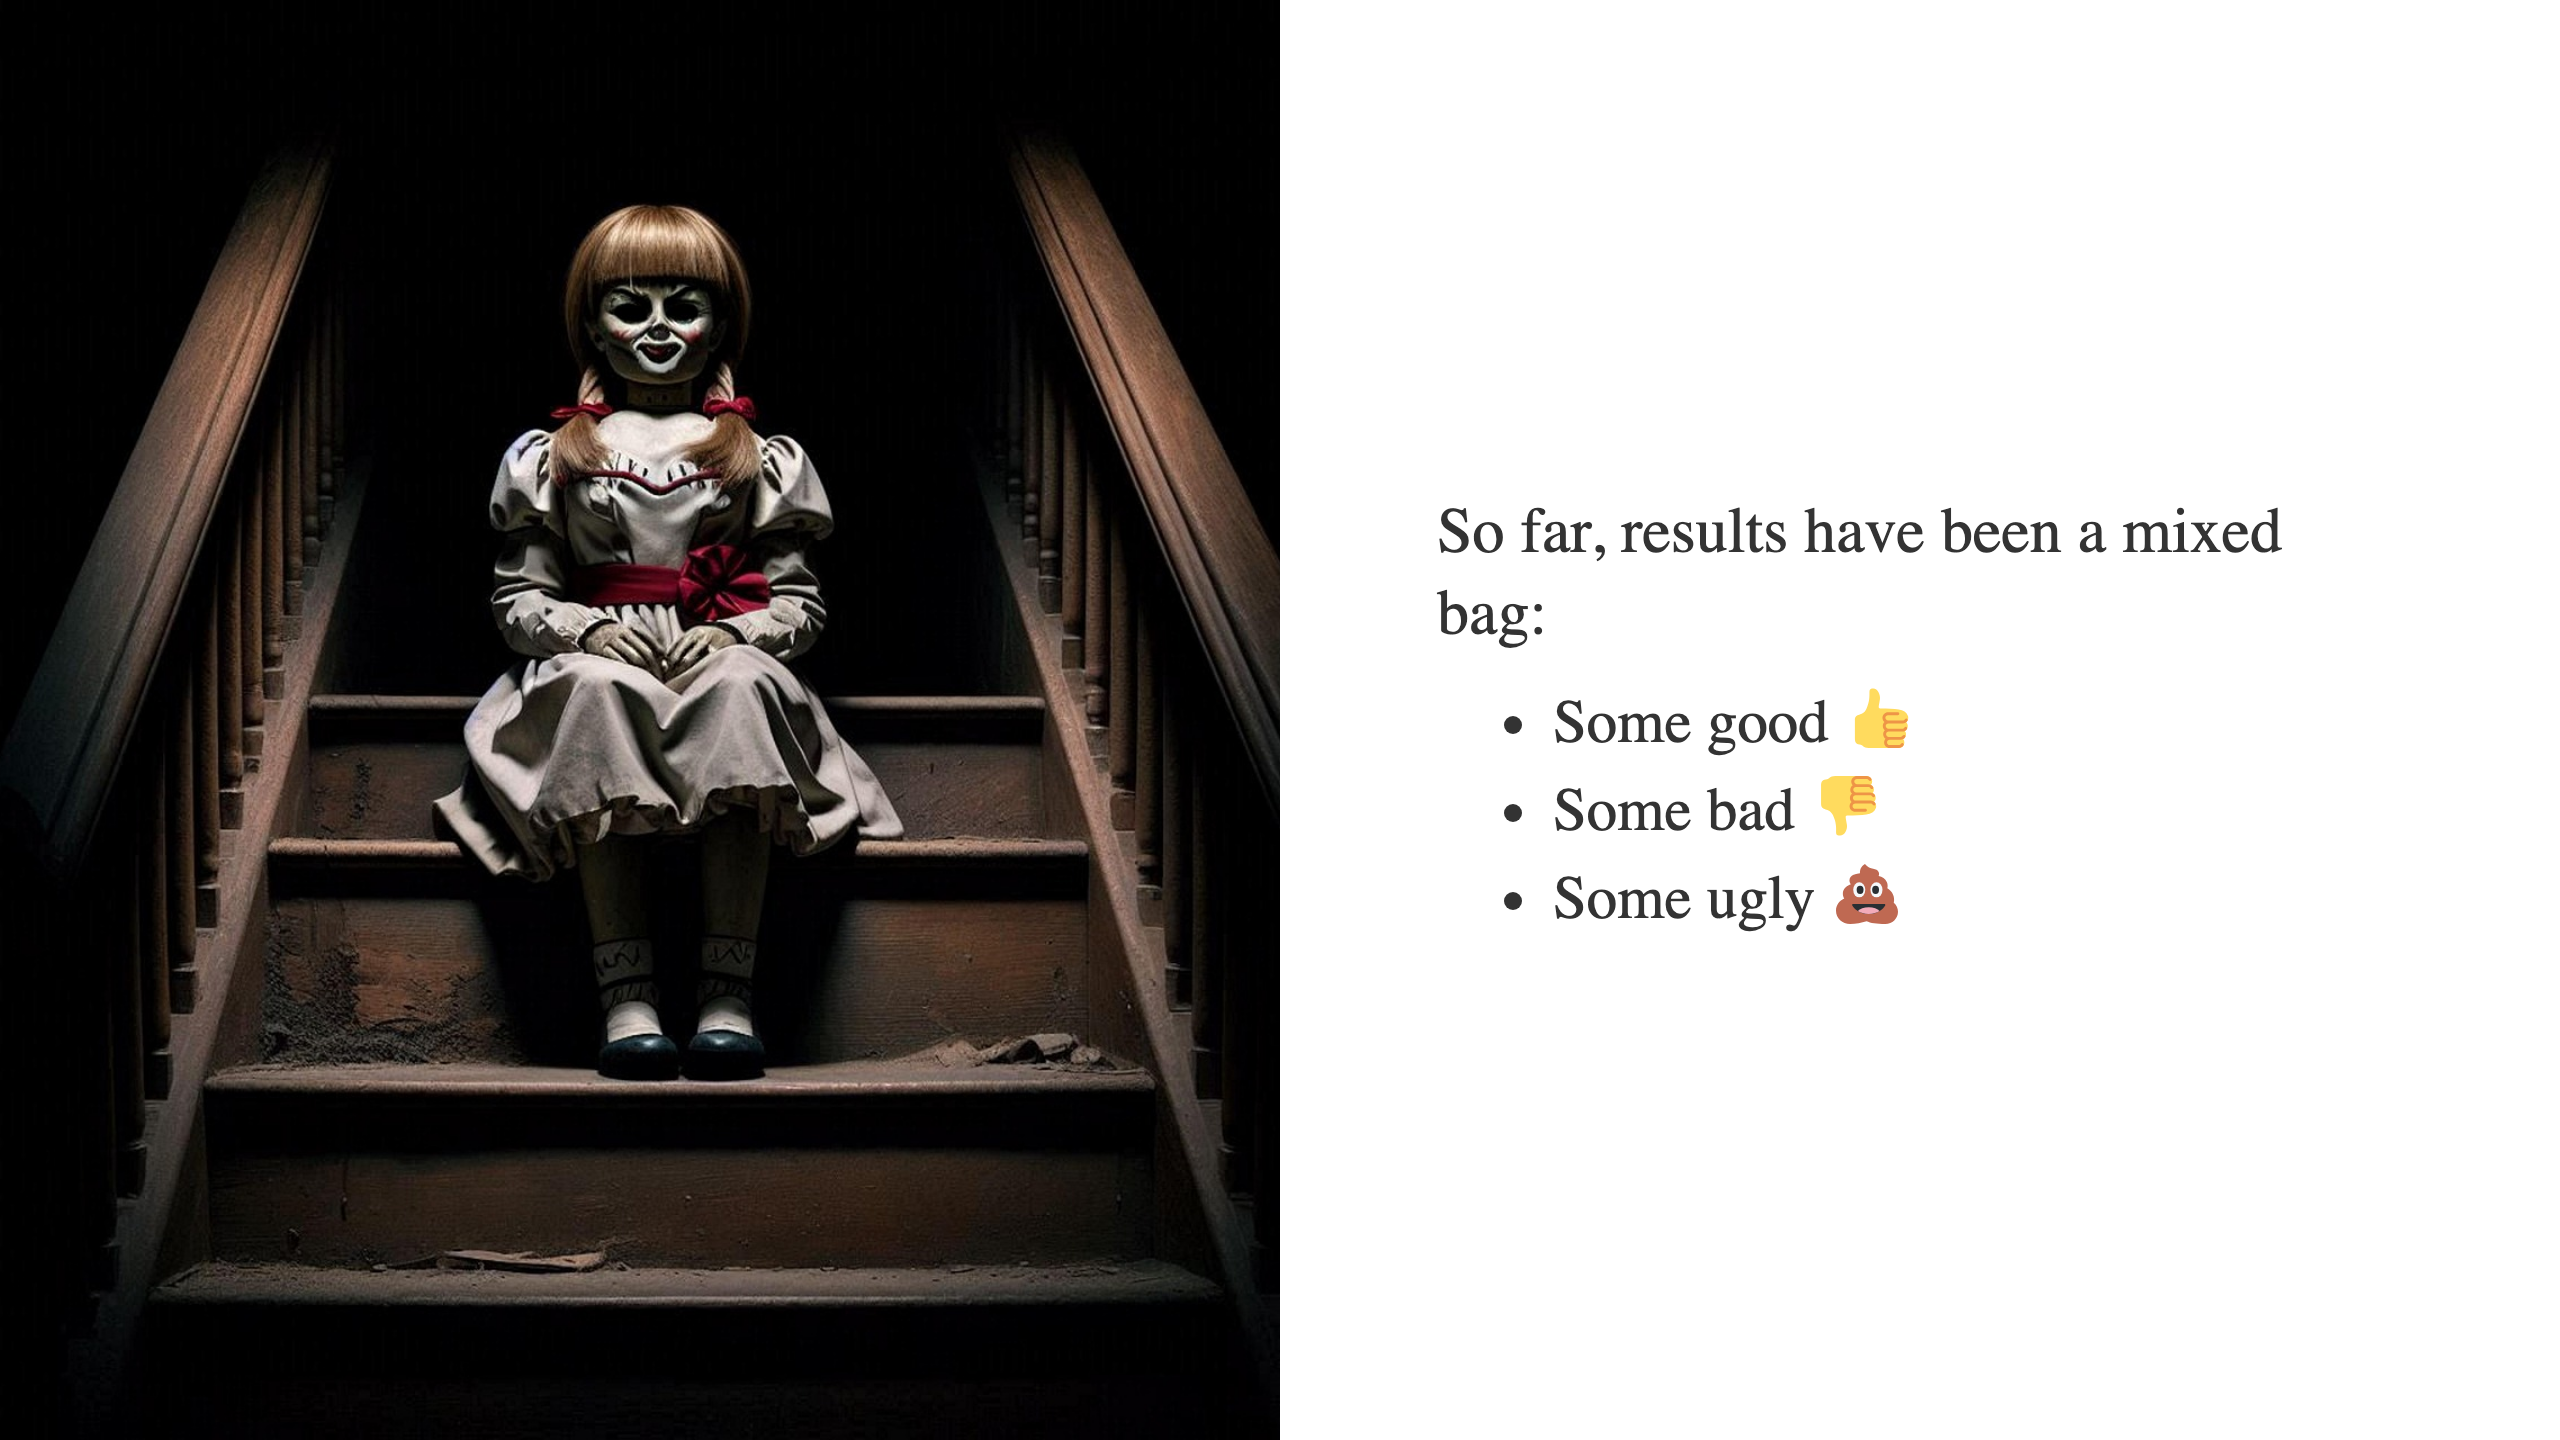 So far, results have been a mixed
bag:
• Some good 👍
• Some bad 👎
• Some ugly 💩